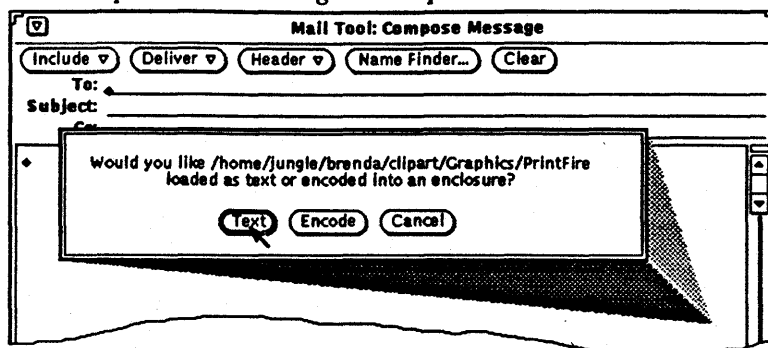 Mail Tool: Compose Message
Include Deliver Header Name Finder... Clear
To:
Subject:
Would you like /home/jungle/brenda/clipart/Graphics/PrintFire
loaded as text or encoded into an enclosure?
Text Encode Cancel